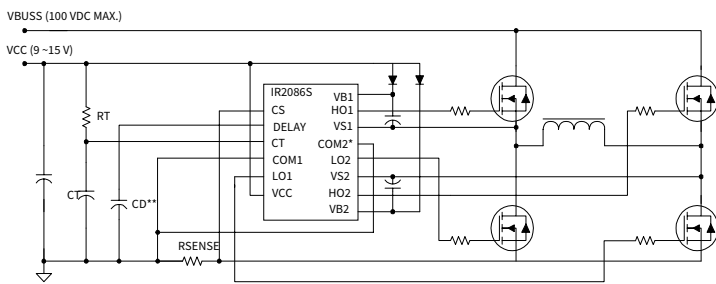 VBUSS (100 VDC MAX.)
VCC (9 ~15 V)
IR2086S
RT
CT
CD**
RSENSE
CS
DELAY
CT
COM1
LO1
VCC
VB1
HO1
VS1
COM2*
LO2
VS2
HO2
VB2